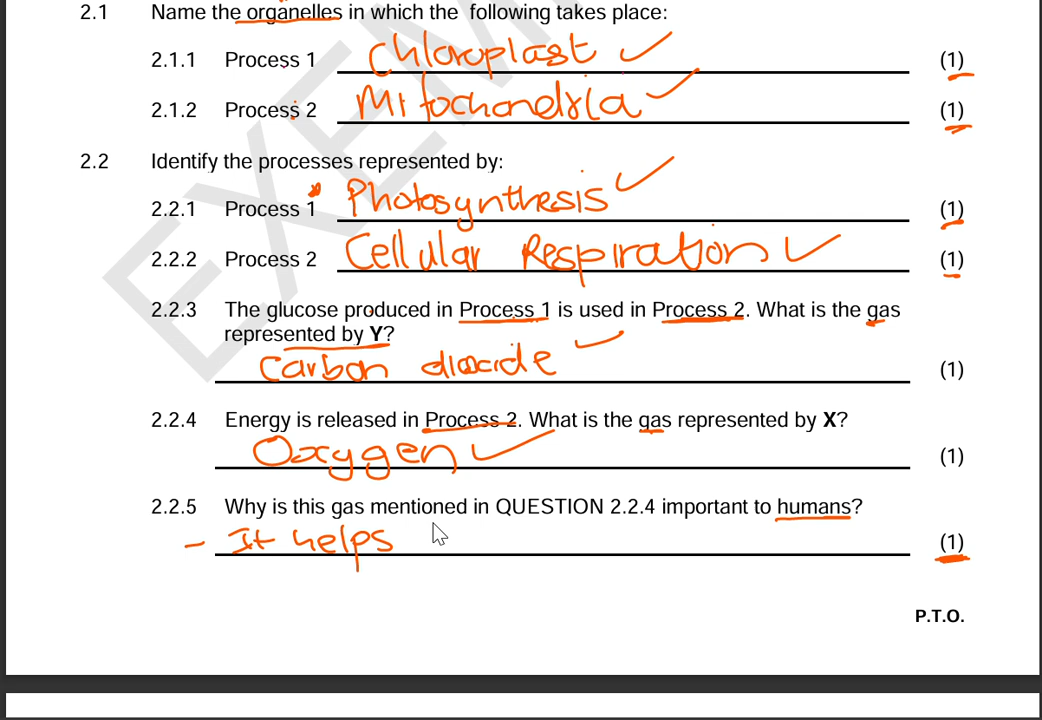 2.1 Name the organelles in which the following takes place:
2.1.1 Process 1 Chloroplast ✓ (1)
2.1.2 Process 2 Mitochondria ✓ (1)
2.2 Identify the processes represented by:
2.2.1 Process 1 Photosynthesis ✓ (1)
2.2.2 Process 2 Cellular Respiration ✓ (1)
2.2.3 The glucose produced in Process 1 is used in Process 2. What is the gas
represented by Y?
Carbon dioxide ✓ (1)
2.2.4 Energy is released in Process 2. What is the gas represented by X?
Oxygen ✓ (1)
2.2.5 Why is this gas mentioned in QUESTION 2.2.4 important to humans?
- It helps (1)
P.T.O.
EXEM